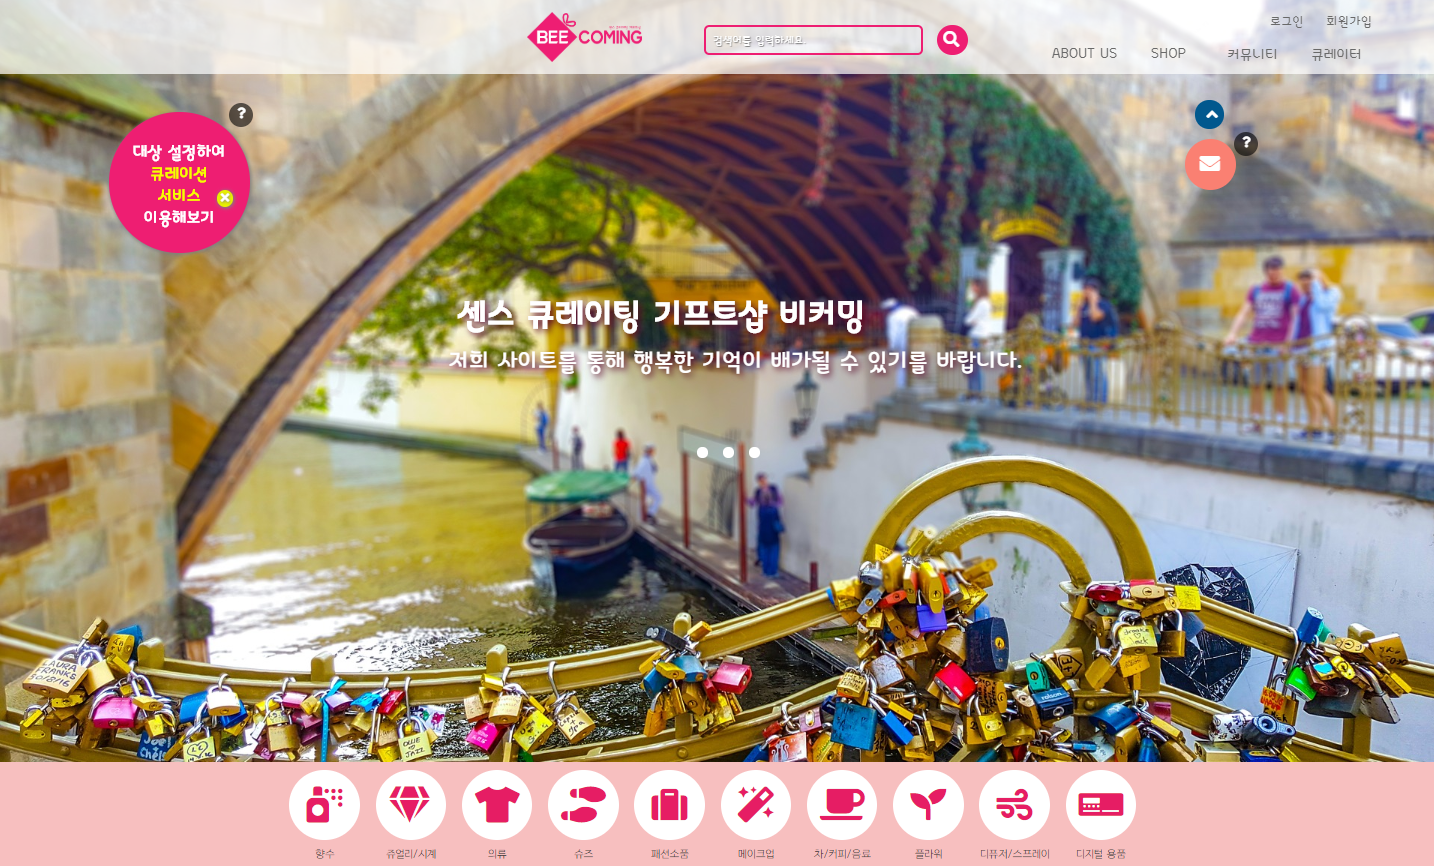 BEE COMING
검색어를 입력하세요.
로그인 회원가입
ABOUT US SHOP 커뮤니티 큐레이터
?
대상 설정하여
큐레이션
서비스
이용해보기
?
센스 큐레이팅 기프트샵 비커밍
저희 사이트를 통해 행복한 기억이 배가될 수 있기를 바랍니다.
LAURA
FRANKS
30/8/16
향수 쥬얼리/시계 의류 슈즈 패션소품 메이크업 차/커피/음료 플라워 디퓨저/스프레이 디지털 용품